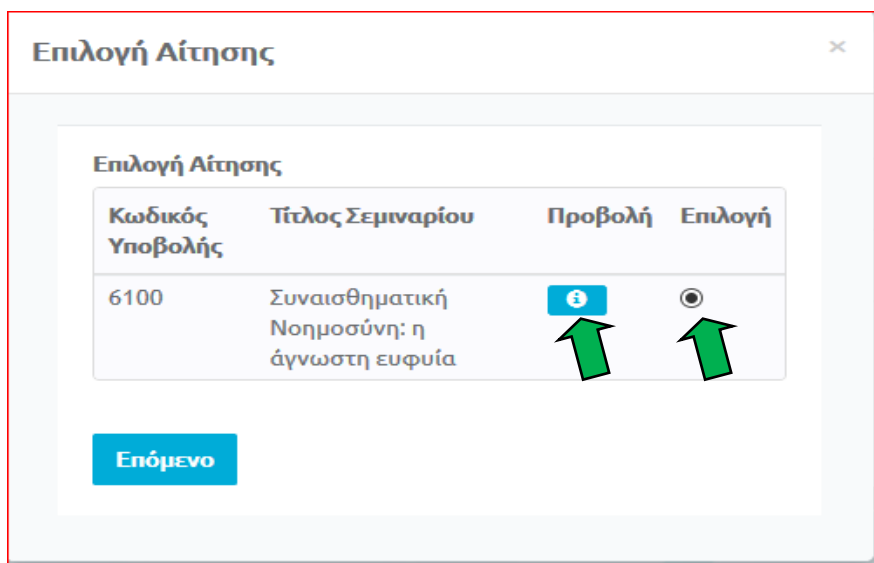 Επιλογή Αίτησης
×
Επιλογή Αίτησης
Κωδικός Υποβολής Τίτλος Σεμιναρίου Προβολή Επιλογή
6100 Συναισθηματική Νοημοσύνη: η άγνωστη ευφυία
Επόμενο